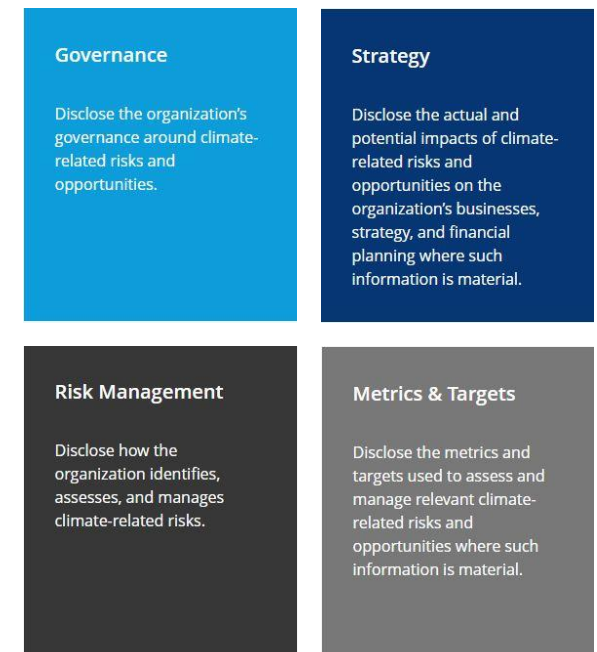 Governance
Disclose the organization’s
governance around climate-
related risks and
opportunities.
Strategy
Disclose the actual and
potential impacts of climate-
related risks and
opportunities on the
organization’s businesses,
strategy, and financial
planning where such
information is material.
Risk Management
Disclose how the
organization identifies,
assesses, and manages
climate-related risks.
Metrics & Targets
Disclose the metrics and
targets used to assess and
manage relevant climate-
related risks and
opportunities where such
information is material.